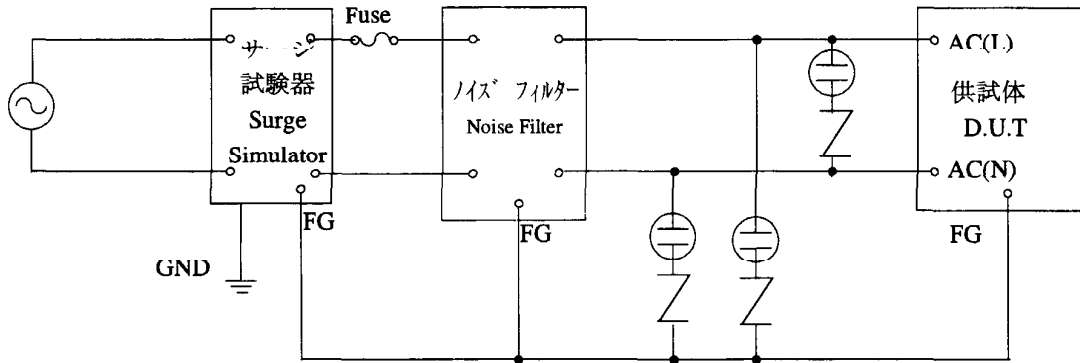 Fuse
サージ
試験器
Surge
Simulator
FG
GND
ノイズ フィルター
Noise Filter
FG
AC(L)
供試体
D.U.T
AC(N)
FG